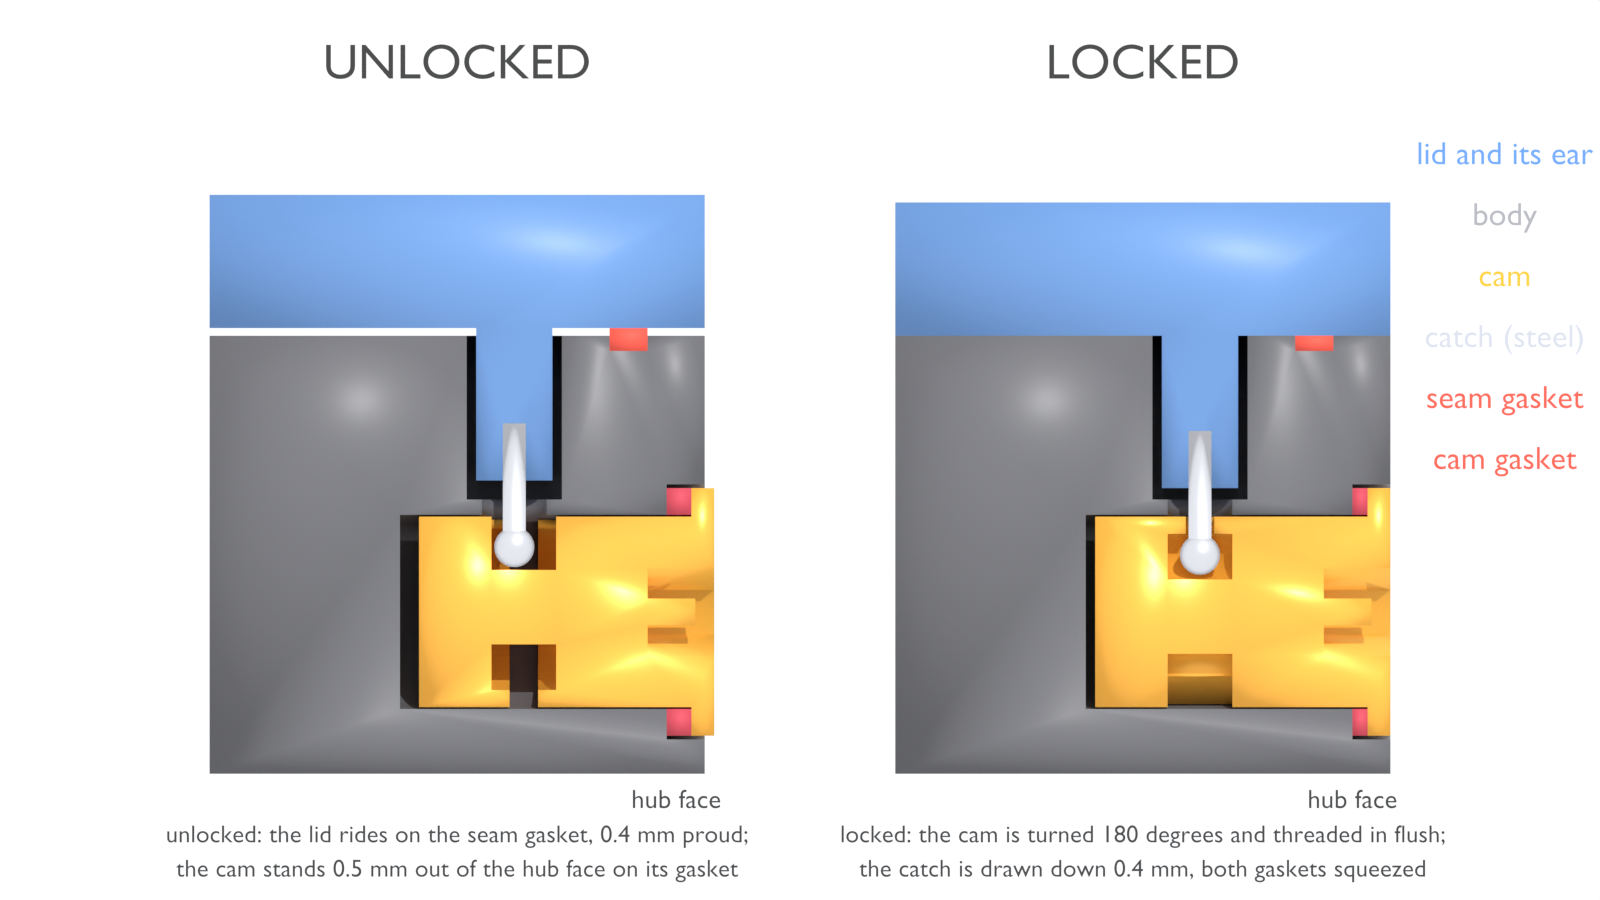 UNLOCKED
LOCKED
lid and its ear
body
cam
catch (steel)
seam gasket
cam gasket
hub face
unlocked: the lid rides on the seam gasket, 0.4 mm proud;
the cam stands 0.5 mm out of the hub face on its gasket
hub face
locked: the cam is turned 180 degrees and threaded in flush;
the catch is drawn down 0.4 mm, both gaskets squeezed